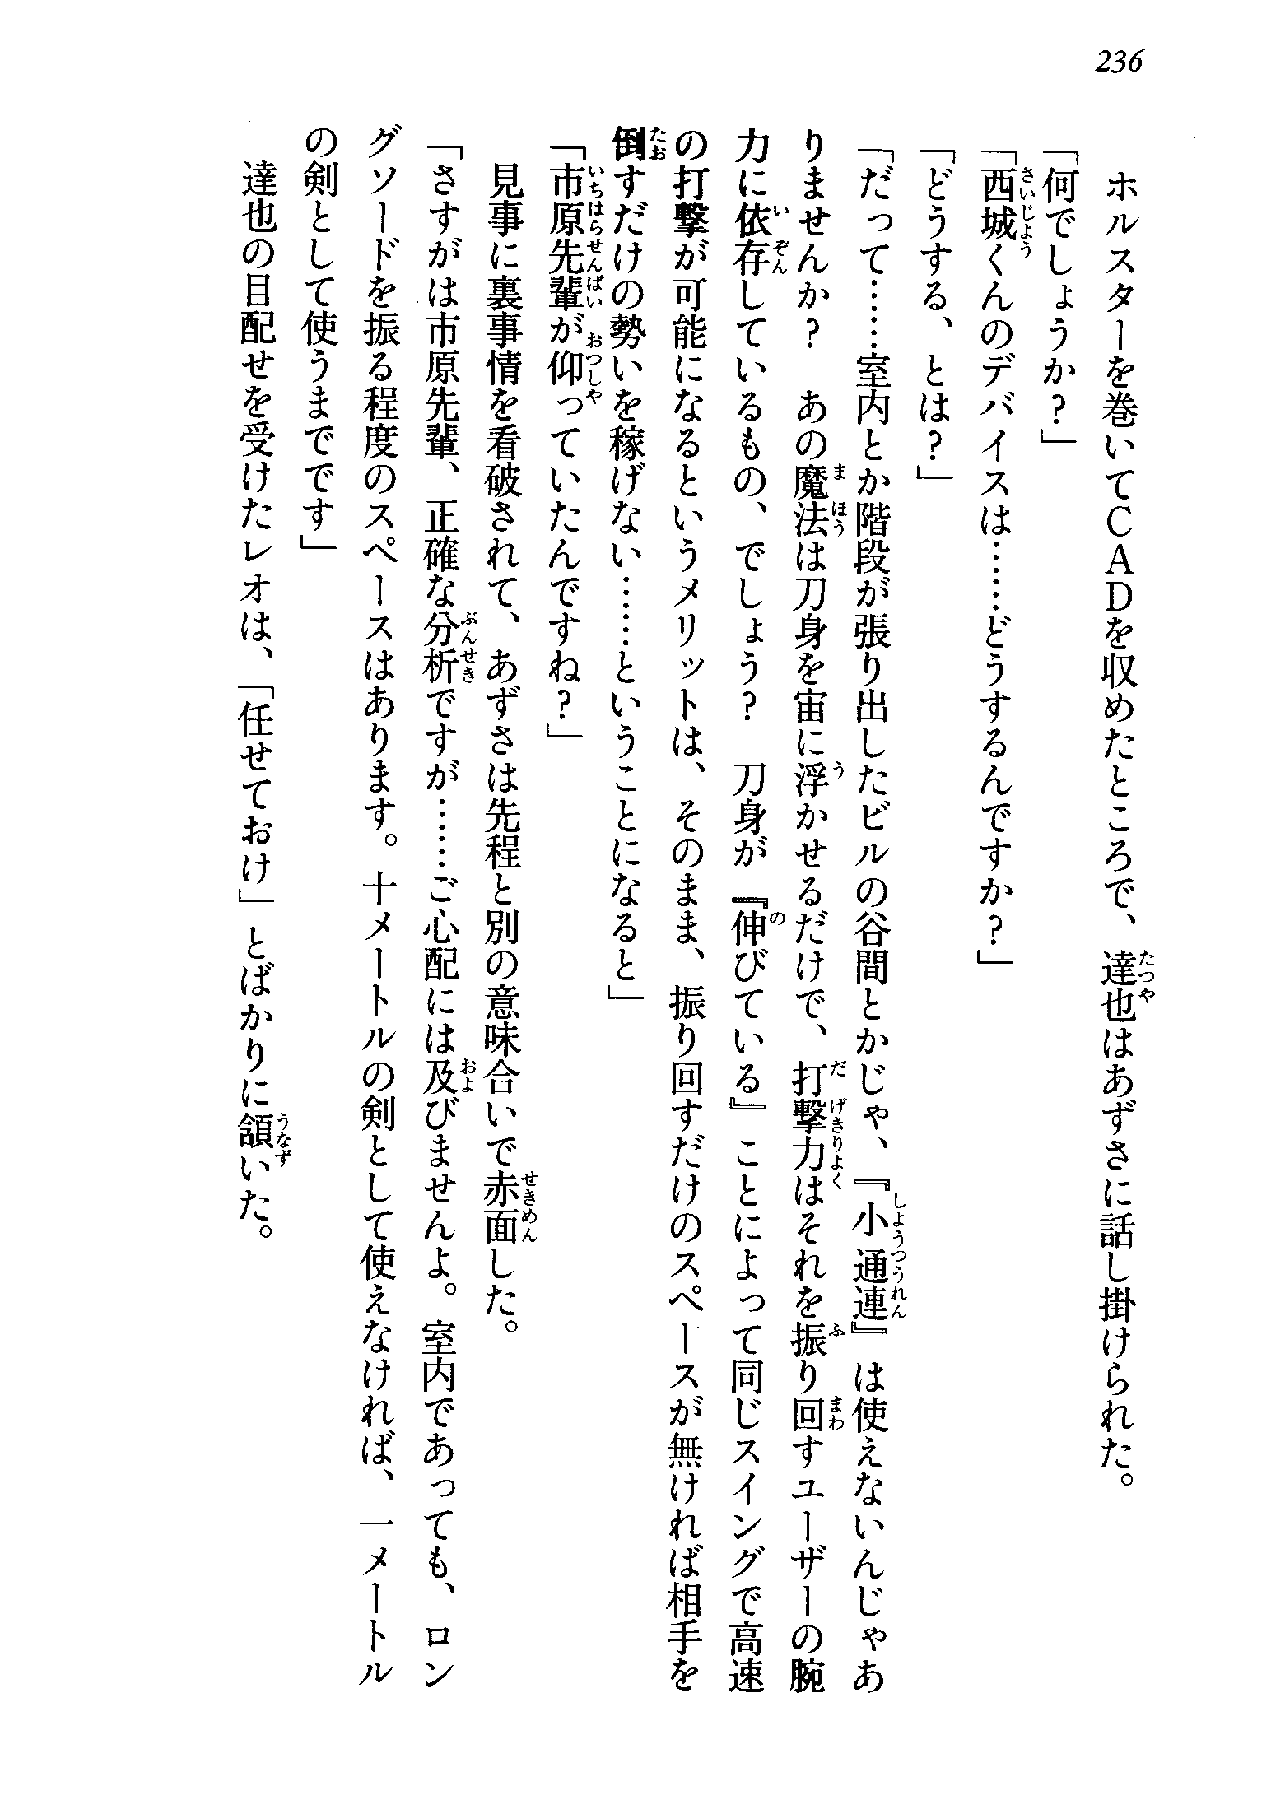 236
ホルスターを巻いてCADを収めたところで、達也はあずさに話し掛けられた。
「何でしょうか？」
「西城くんのデバイスは……どうするんですか？」
「どうする、とは？」
「だって……室内とか階段が張り出したビルの谷間とかじゃ、『小通連』は使えないんじゃあ
りませんか？　あの魔法は刀身を宙に浮かせるだけで、打撃力はそれを振り回すユーザーの腕
力に依存しているもの、でしょう？　刀身が『伸びている』ことによって同じスイングで高速
の打撃が可能になるというメリットは、そのまま、振り回すだけのスペースが無ければ相手を
倒すだけの勢いを稼げない……ということになると」
「市原先輩が仰っていたんですね？」
見事に裏事情を看破されて、あずさは先程と別の意味合いで赤面した。
「さすがは市原先輩、正確な分析ですが……ご心配には及びませんよ。室内であっても、ロン
グソードを振る程度のスペースはあります。十メートルの剣として使えなければ、一メートル
の剣として使うまでです」
達也の目配せを受けたレオは、「任せておけ」とばかりに頷いた。